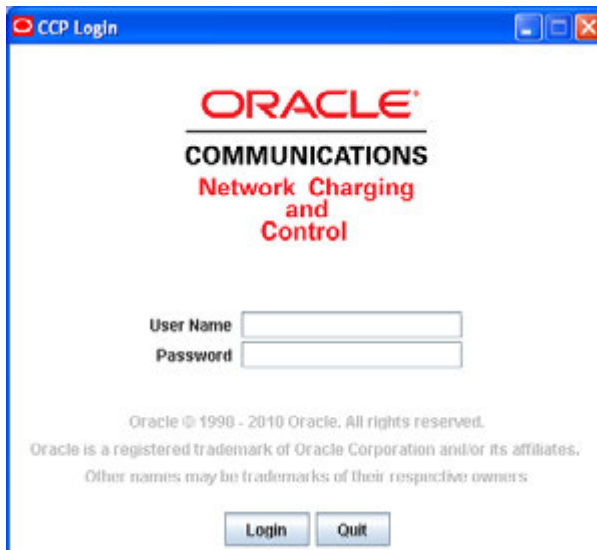 CCP Login
ORACLE®
COMMUNICATIONS
Network Charging
and
Control
User Name
Password
Oracle © 1990 - 2010 Oracle. All rights reserved.
Oracle is a registered trademark of Oracle Corporation and/or its affiliates.
Other names may be trademarks of their respective owners
Login Quit